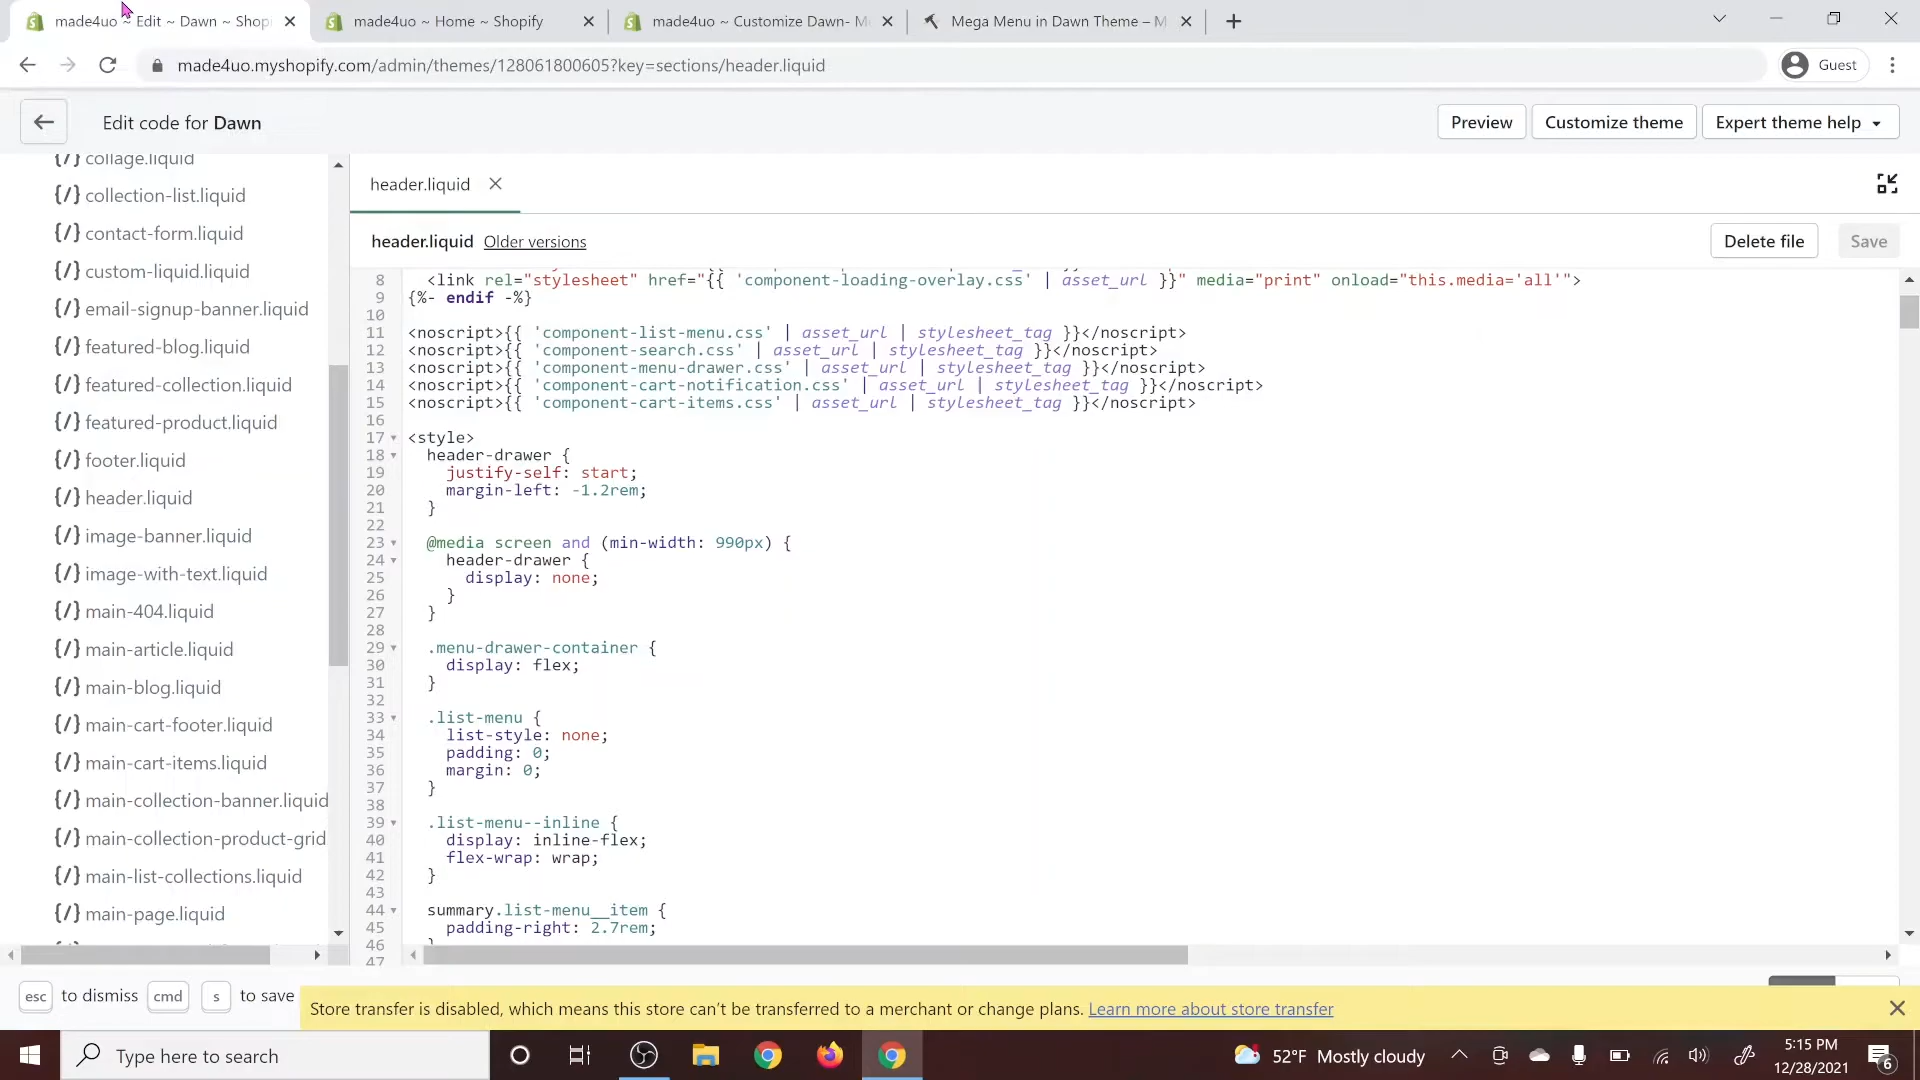 made4uo ~ Edit ~ Dawn ~ Shopi
made4uo ~ Home ~ Shopify
made4uo ~ Customize Dawn- M
Mega Menu in Dawn Theme – M
made4uo.myshopify.com/admin/themes/128061800605?key=sections/header.liquid
Guest
Edit code for Dawn
Preview
Customize theme
Expert theme help
{/} collage.liquid
{/} collection-list.liquid
{/} contact-form.liquid
{/} custom-liquid.liquid
{/} email-signup-banner.liquid
{/} featured-blog.liquid
{/} featured-collection.liquid
{/} featured-product.liquid
{/} footer.liquid
{/} header.liquid
{/} image-banner.liquid
{/} image-with-text.liquid
{/} main-404.liquid
{/} main-article.liquid
{/} main-blog.liquid
{/} main-cart-footer.liquid
{/} main-cart-items.liquid
{/} main-collection-banner.liquid
{/} main-collection-product-grid
{/} main-list-collections.liquid
{/} main-page.liquid
header.liquid
header.liquid Older versions
Delete file
Save
8 <link rel="stylesheet" href="{{ 'component-loading-overlay.css' | asset_url }}" media="print" onload="this.media='all'">
9 {%- endif -%}
10
11 <noscript>{{ 'component-list-menu.css' | asset_url | stylesheet_tag }}</noscript>
12 <noscript>{{ 'component-search.css' | asset_url | stylesheet_tag }}</noscript>
13 <noscript>{{ 'component-menu-drawer.css' | asset_url | stylesheet_tag }}</noscript>
14 <noscript>{{ 'component-cart-notification.css' | asset_url | stylesheet_tag }}</noscript>
15 <noscript>{{ 'component-cart-items.css' | asset_url | stylesheet_tag }}</noscript>
16
17 <style>
18 header-drawer {
19 justify-self: start;
20 margin-left: -1.2rem;
21 }
22
23 @media screen and (min-width: 990px) {
24 header-drawer {
25 display: none;
26 }
27 }
28
29 .menu-drawer-container {
30 display: flex;
31 }
32
33 .list-menu {
34 list-style: none;
35 padding: 0;
36 margin: 0;
37 }
38
39 .list-menu--inline {
40 display: inline-flex;
41 flex-wrap: wrap;
42 }
43
44 summary.list-menu__item {
45 padding-right: 2.7rem;
46 }
47
esc to dismiss cmd s to save
Store transfer is disabled, which means this store can't be transferred to a merchant or change plans. Learn more about store transfer
Type here to search
52°F Mostly cloudy
5:15 PM
12/28/2021
6